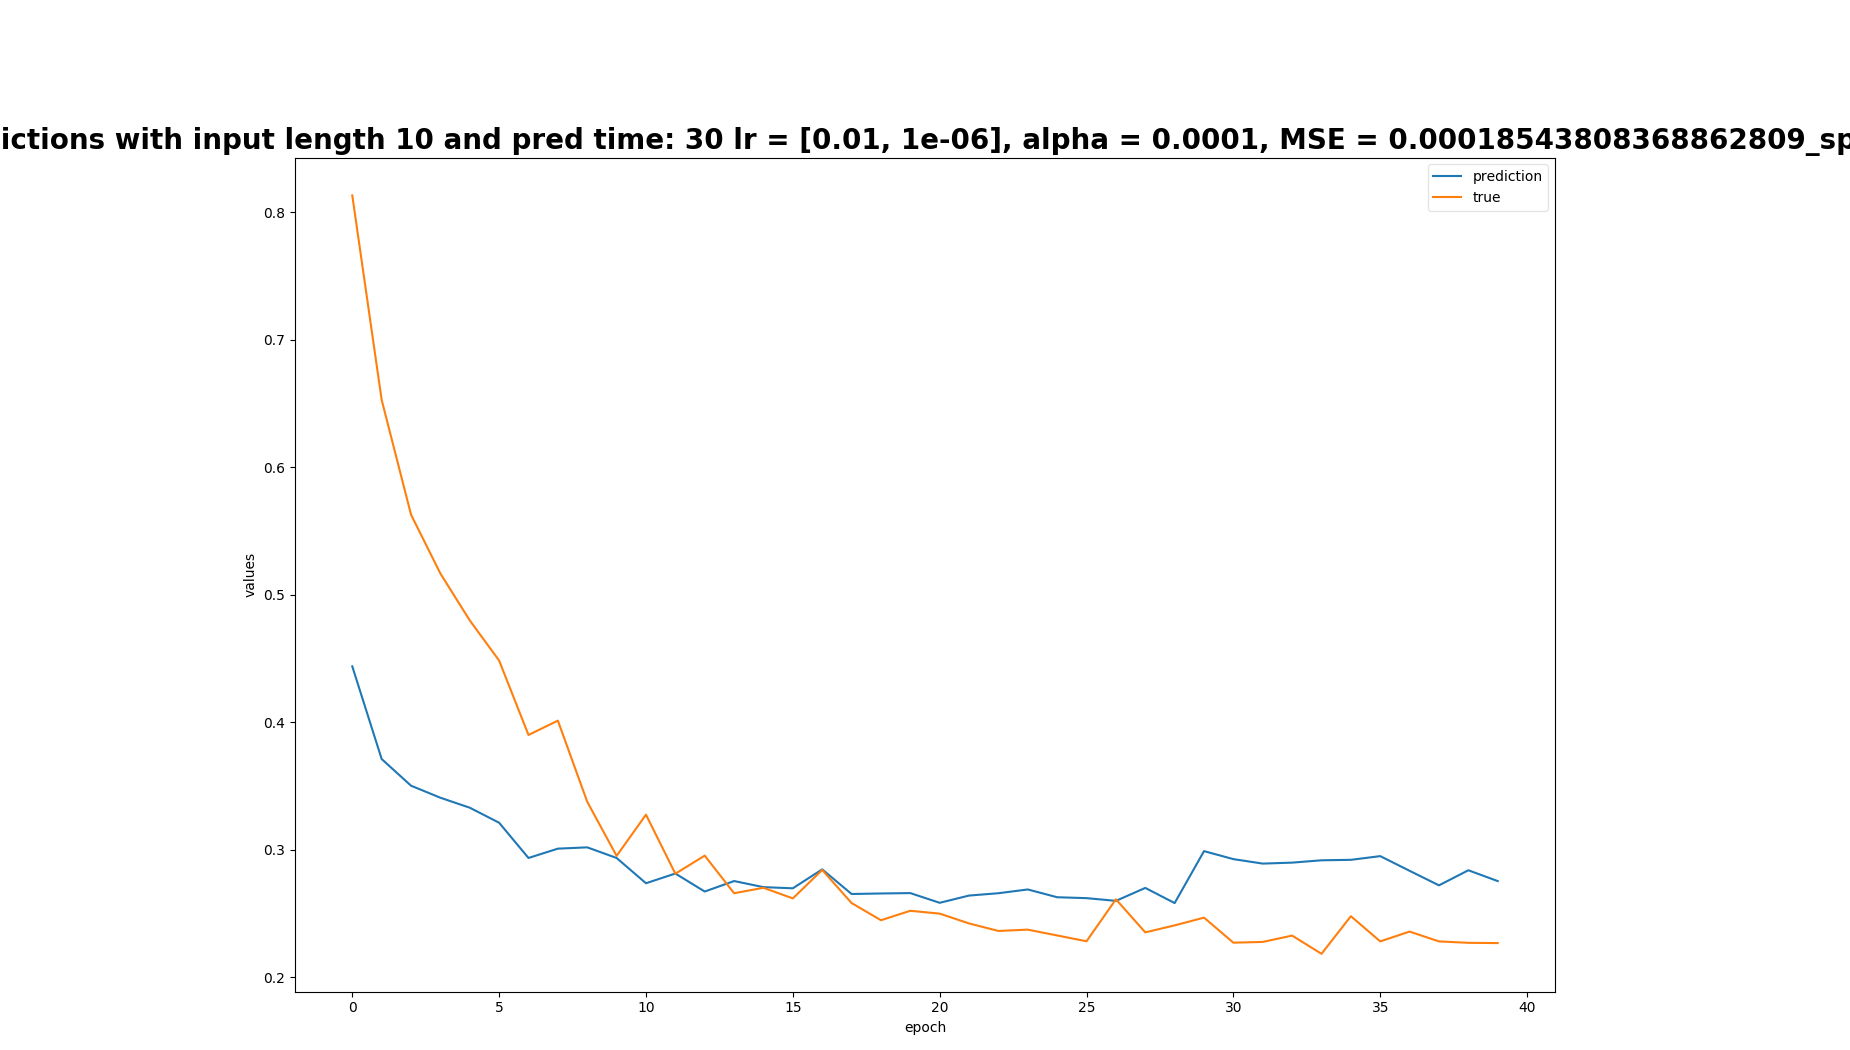 ictions with input length 10 and pred time: 30 lr = [0.01, 1e-06], alpha = 0.0001, MSE = 0.00018543808368862809_sp
prediction
true
0.8
0.7
0.6
0.5
0.4
0.3
0.2
values
0 5 10 15 20 25 30 35 40
epoch